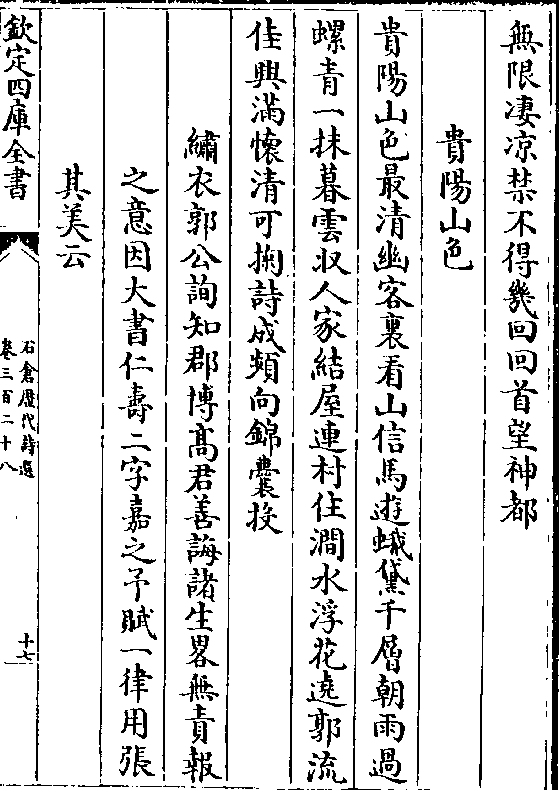 無限凄凉禁不得幾回回首望神都
貴陽山色
貴陽山色最清幽客裏看山信馬遊蛾黛千層朝雨過
螺青一抹暮雲収人家結屋連村住澗水浮花遶郭流
佳興滿懷清可掬詩成頻向錦囊投
繡衣郭公詢知郡博髙君善誨諸生畧無責報
之意因大書仁壽二字嘉之予賦一律用張
其美云
欽定四庫全書
石倉歴代詩選
卷三百二十八
十七